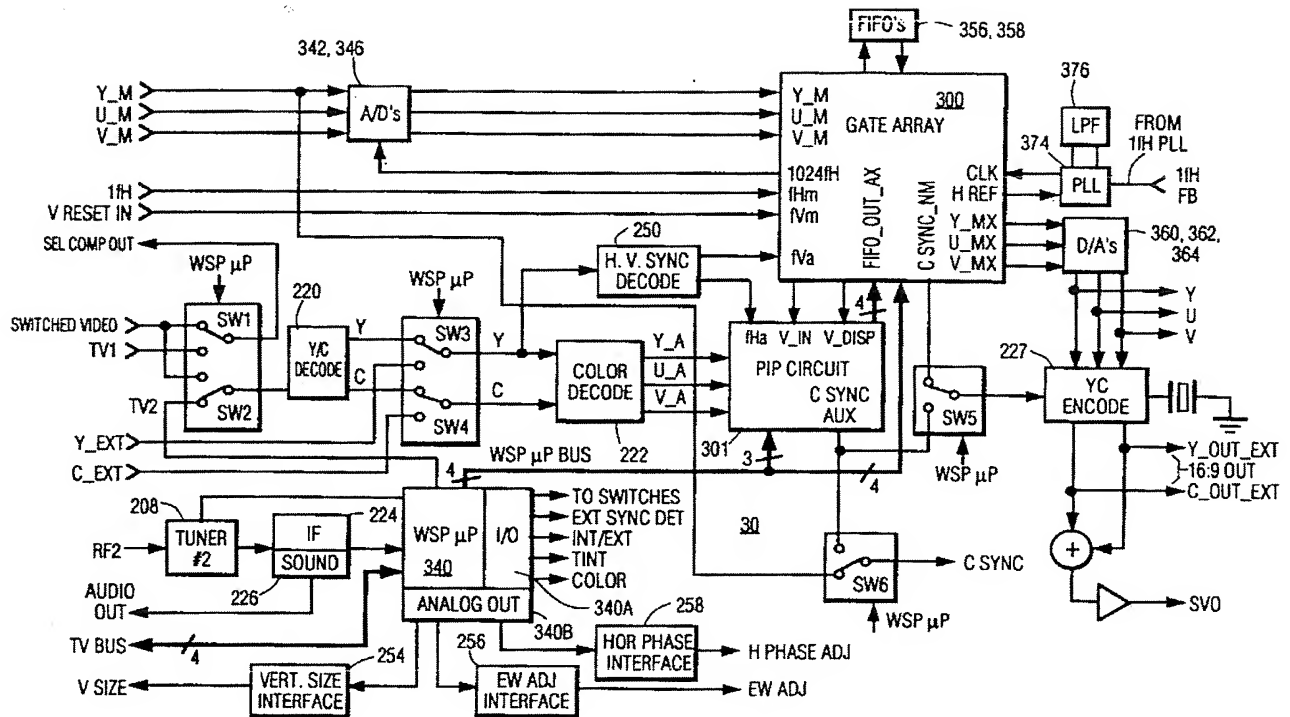 FIFO's
356, 358
342, 346
Y_M
U_M
V_M
A/D's
Y_M
U_M
V_M
300
GATE ARRAY
376
LPF
FROM
1fH PLL
374
PLL
1fH
FB
CLK
H REF
1024fH
fHm
fVm
fVa
FIFO_OUT_AX
C SYNC_NM
Y_MX
U_MX
V_MX
D/A's
360, 362,
364
1fH
V RESET IN
SEL COMP OUT
250
H. V. SYNC
DECODE
WSP µP
220
WSP µP
SWITCHED VIDEO
SW1
TV1
TV2
SW2
Y/C
DECODE
Y
C
SW3
SW4
Y
C
COLOR
DECODE
222
Y_A
U_A
V_A
4
fHa
V_IN
V_DISP
PIP CIRCUIT
C SYNC
AUX
301
SW5
WSP µP
Y
U
V
227
YC
ENCODE
Y_OUT_EXT
16:9 OUT
C_OUT_EXT
Y_EXT
C_EXT
WSP µP BUS
4
3
4
208
TUNER
#2
RF2
224
IF
SOUND
226
AUDIO
OUT
WSP µP
340
I/O
ANALOG OUT
340A
340B
TO SWITCHES
EXT SYNC DET
INT/EXT
TINT
COLOR
30
SW6
C SYNC
WSP µP
+
SVO
TV BUS
4
V SIZE
254
VERT. SIZE
INTERFACE
256
EW ADJ
INTERFACE
EW ADJ
258
HOR PHASE
INTERFACE
H PHASE ADJ